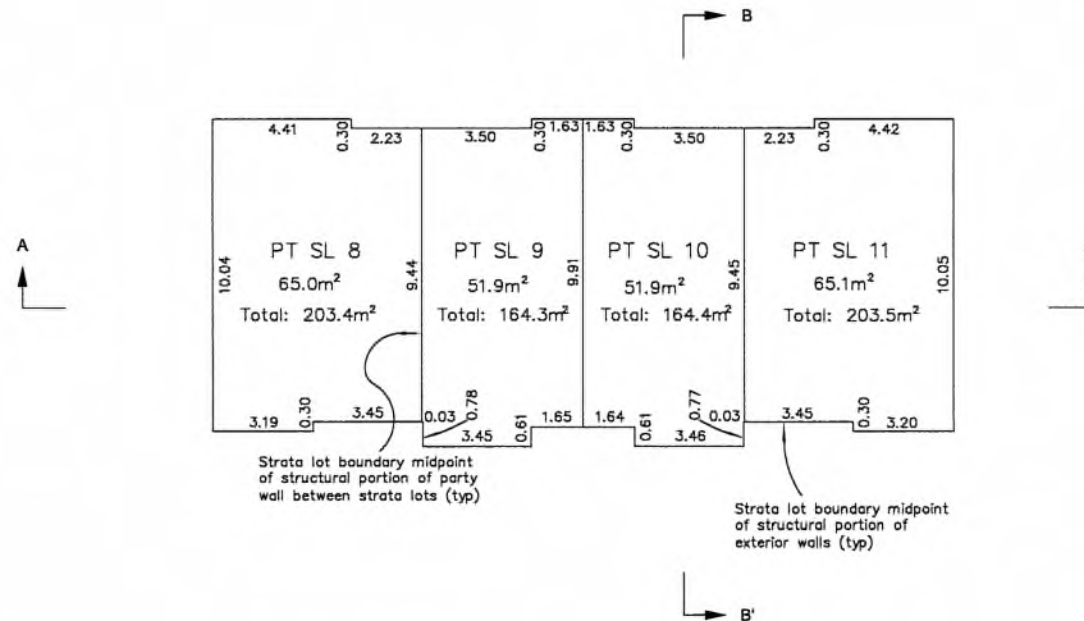 B
4.41
0.30
2.23
3.50
0.30
1.63
1.63
0.30
3.50
2.23
0.30
4.42
A
10.04
PT SL 8
65.0m²
Total: 203.4m²
9.44
PT SL 9
51.9m²
Total: 164.3m²
9.91
PT SL 10
51.9m²
Total: 164.4m²
9.45
PT SL 11
65.1m²
Total: 203.5m²
10.05
3.19
0.30
3.45
0.03
0.78
3.45
0.61
1.65
1.64
0.61
3.46
0.77
0.03
3.45
0.30
3.20
Strata lot boundary midpoint
of structural portion of party
wall between strata lots (typ)
Strata lot boundary midpoint
of structural portion of
exterior walls (typ)
B'